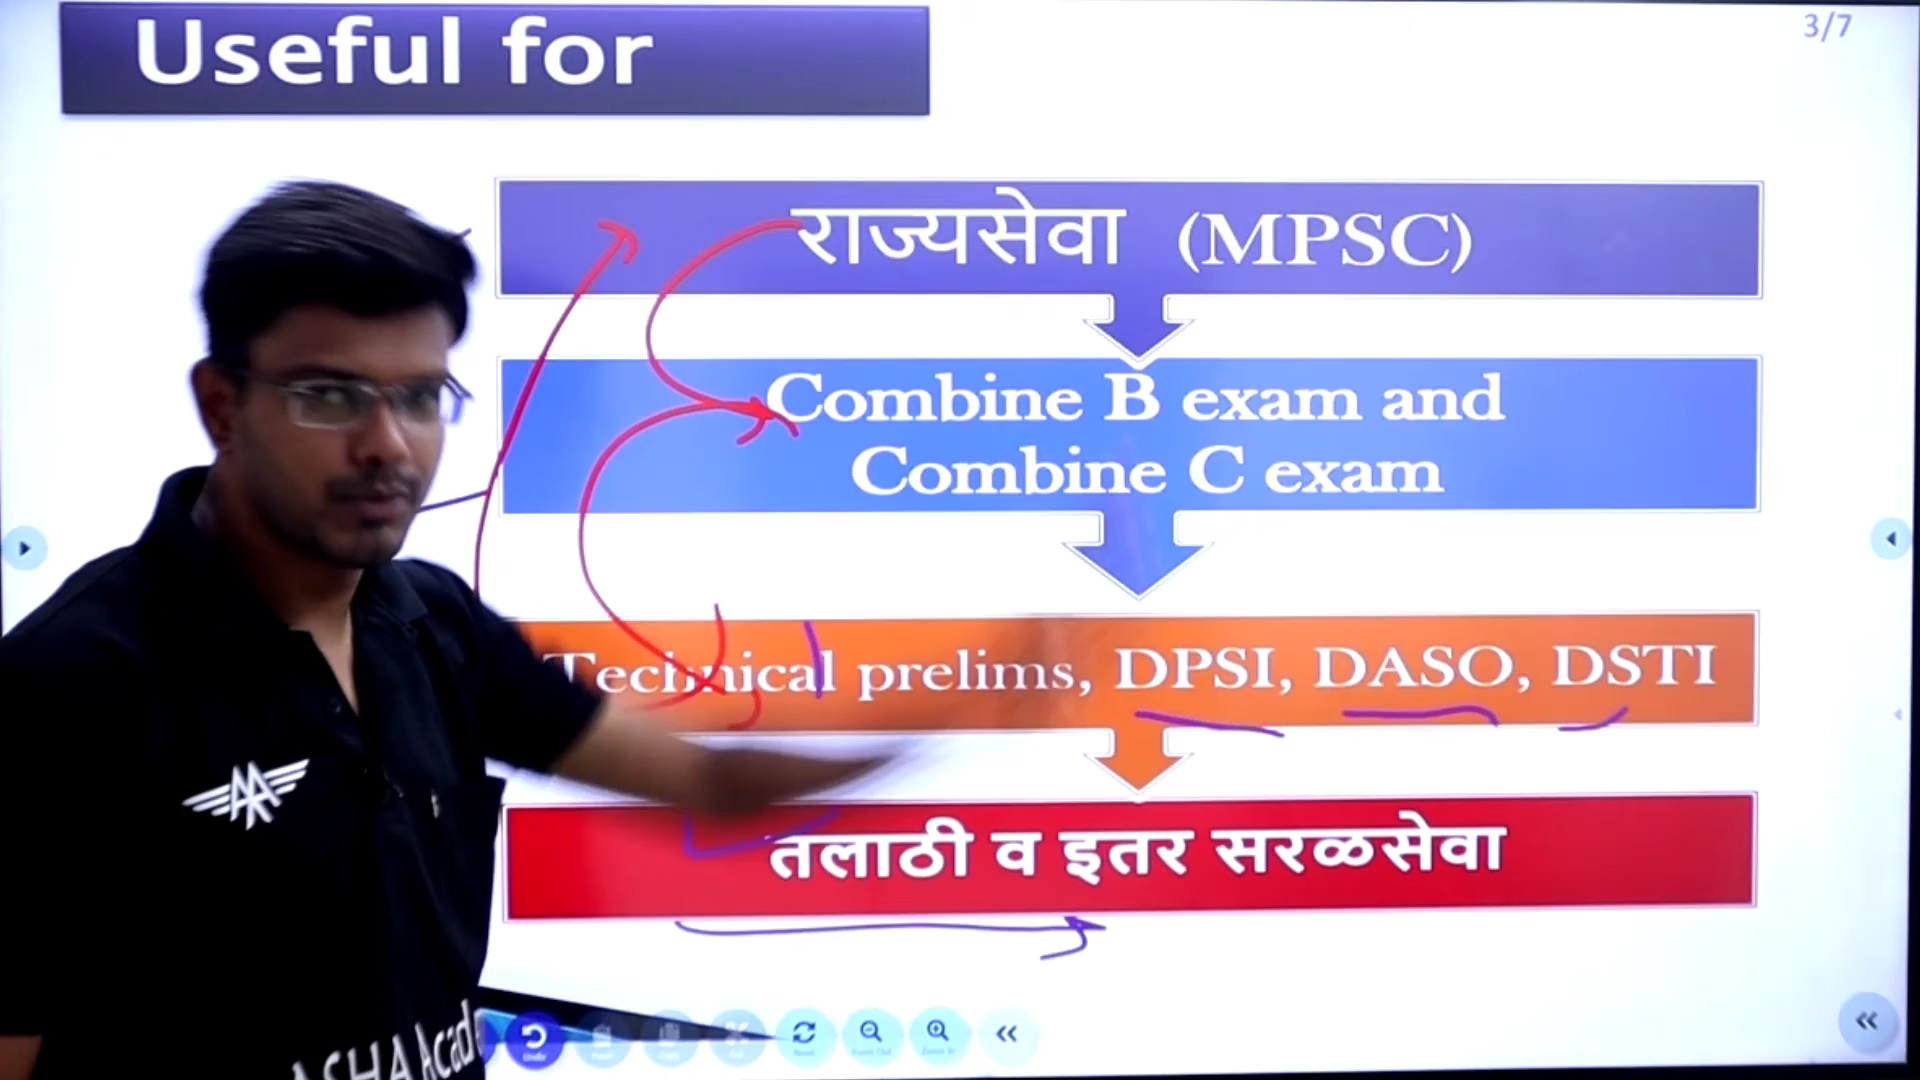 Useful for
3/7
राज्यसेवा (MPSC)
Combine B exam and
Combine C exam
Technical prelims, DPSI, DASO, DSTI
तलाठी व इतर सरळसेवा
Undo